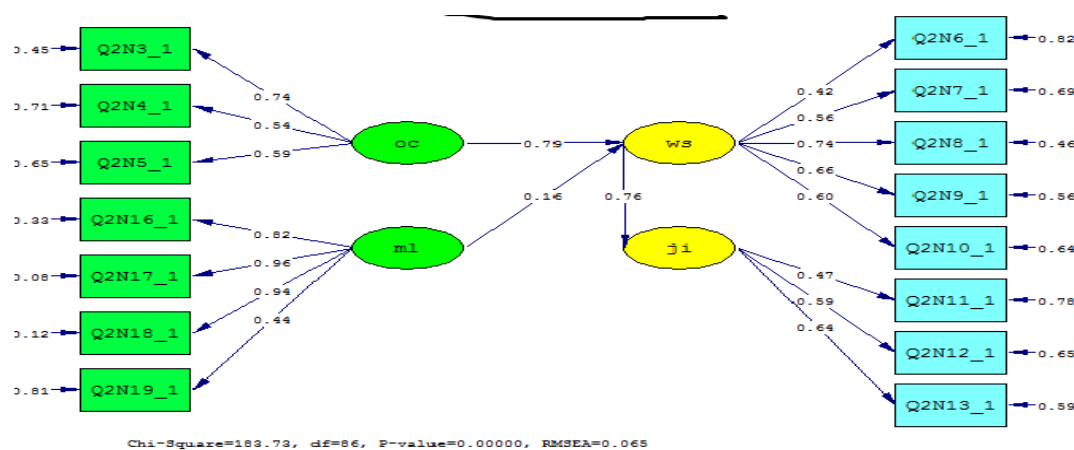 0.45 Q2N3_1
0.71 Q2N4_1
0.65 Q2N5_1
0.33 Q2N16_1
0.08 Q2N17_1
0.12 Q2N18_1
0.81 Q2N19_1
0.74
0.54
0.59
0.82
0.96
0.94
0.44
oc
ml
0.79
0.16
0.76
ws
ji
0.42
0.56
0.74
0.66
0.60
0.47
0.59
0.64
Q2N6_1 0.82
Q2N7_1 0.69
Q2N8_1 0.46
Q2N9_1 0.56
Q2N10_1 0.64
Q2N11_1 0.78
Q2N12_1 0.65
Q2N13_1 0.59
Chi-Square=183.73, df=86, P-value=0.00000, RMSEA=0.065